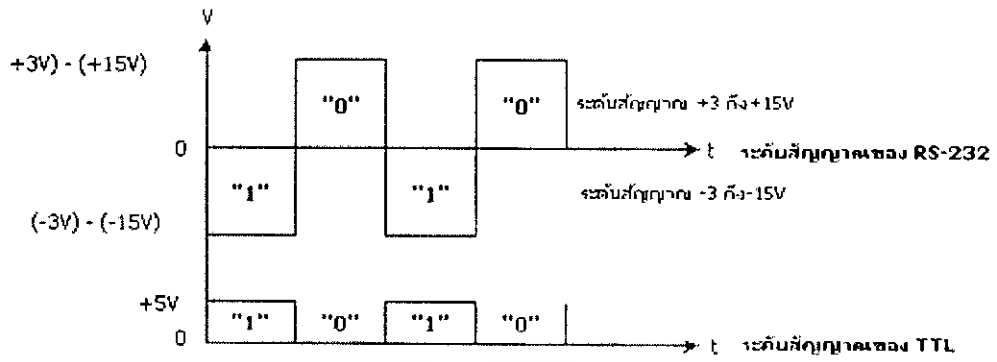 V
+3V) - (+15V)
"0" "0" ระดับสัญญาณ +3 ถึง+15V
0 t ระดับสัญญาณของ RS-232
"1" "1" ระดับสัญญาณ -3 ถึง-15V
(-3V) - (-15V)
+5V
"1" "0" "1" "0"
0 t ระดับสัญญาณของ TTL